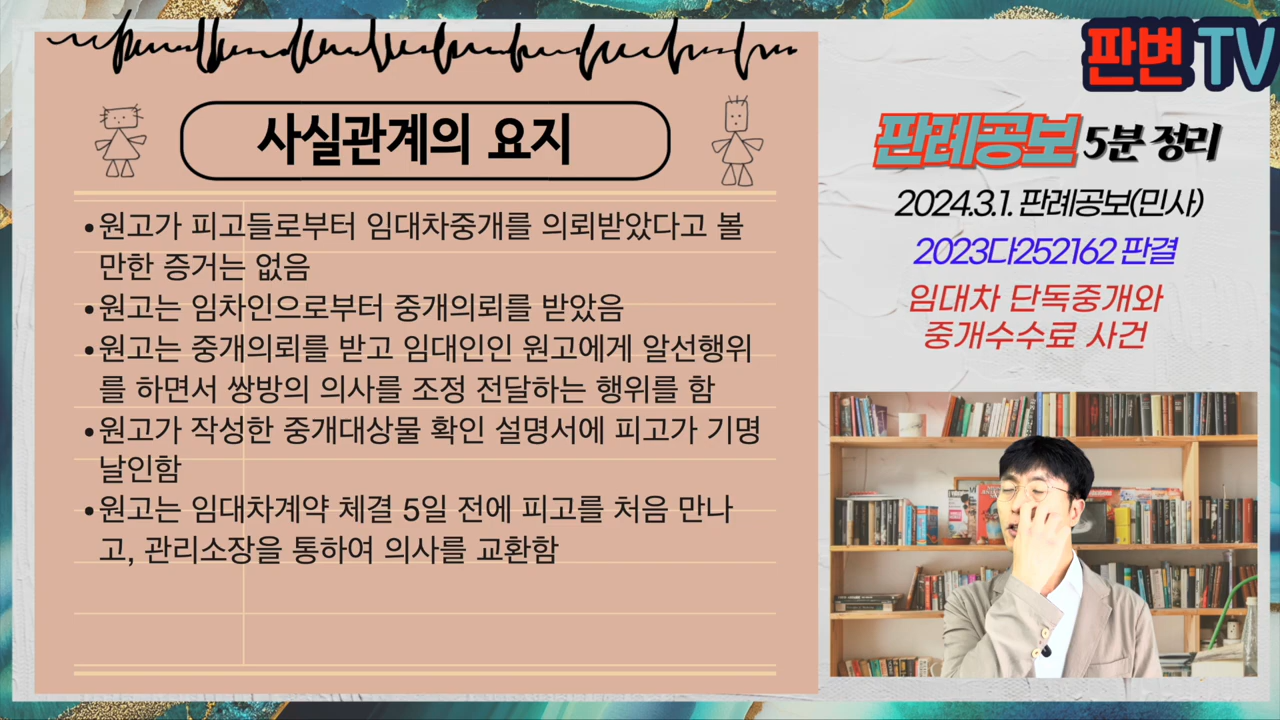 판변 TV
사실관계의 요지
•원고가 피고들로부터 임대차중개를 의뢰받았다고 볼
만한 증거는 없음
•원고는 임차인으로부터 중개의뢰를 받았음
•원고는 중개의뢰를 받고 임대인인 원고에게 알선행위
를 하면서 쌍방의 의사를 조정 전달하는 행위를 함
•원고가 작성한 중개대상물 확인 설명서에 피고가 기명
날인함
•원고는 임대차계약 체결 5일 전에 피고를 처음 만나
고, 관리소장을 통하여 의사를 교환함
판례공보 5분 정리
2024.3.1. 판례공보(민사)
2023다252162 판결
임대차 단독중개와
중개수수료 사건